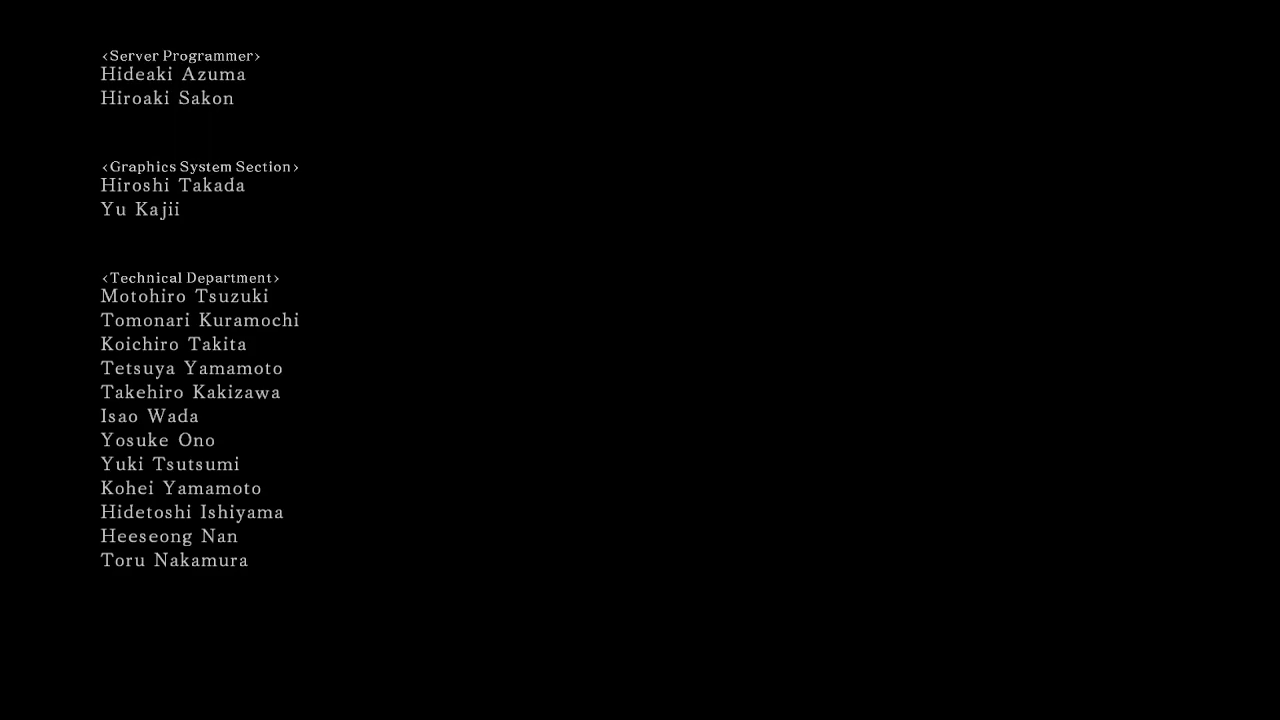 <Server Programmer>
Hideaki Azuma
Hiroaki Sakon
<Graphics System Section>
Hiroshi Takada
Yu Kajii
<Technical Department>
Motohiro Tsuzuki
Tomonari Kuramochi
Koichiro Takita
Tetsuya Yamamoto
Takehiro Kakizawa
Isao Wada
Yosuke Ono
Yuki Tsutsumi
Kohei Yamamoto
Hidetoshi Ishiyama
Heeseong Nan
Toru Nakamura